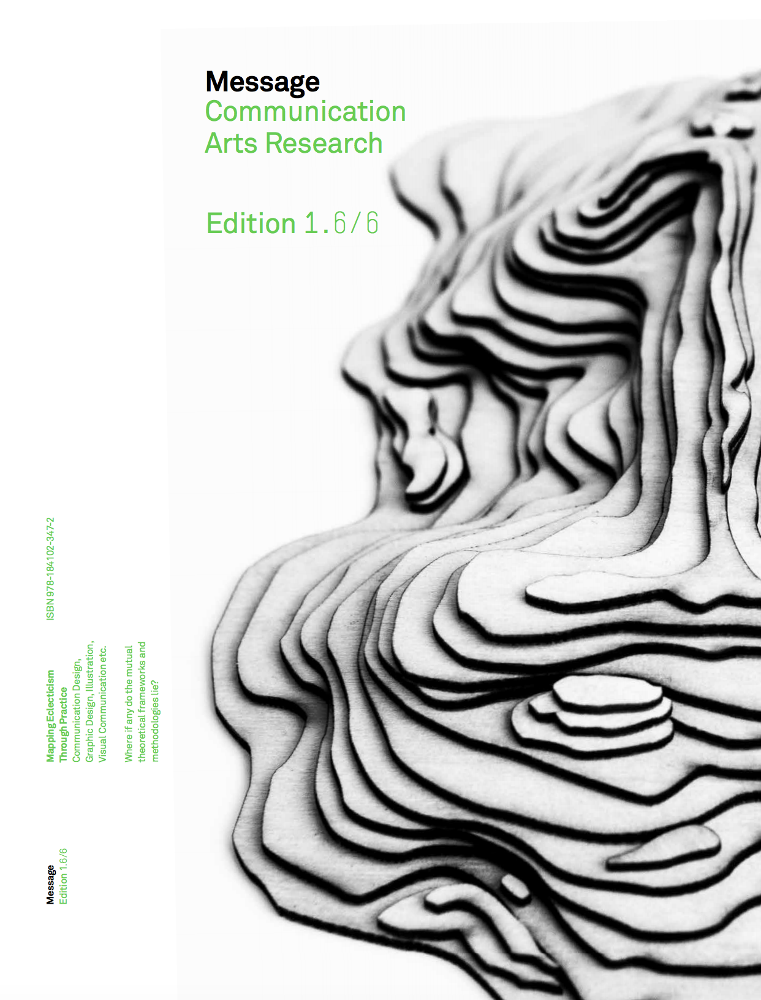 Message
Communication
Arts Research
Edition 1.6/6
ISBN 978-184102-347-2
Mapping Eclecticism
Through Practice
Communication Design,
Graphic Design, Illustration,
Visual Communication etc.
Where if any do the mutual
theoretical frameworks and
methodologies lie?
Message
Edition 1.6/6